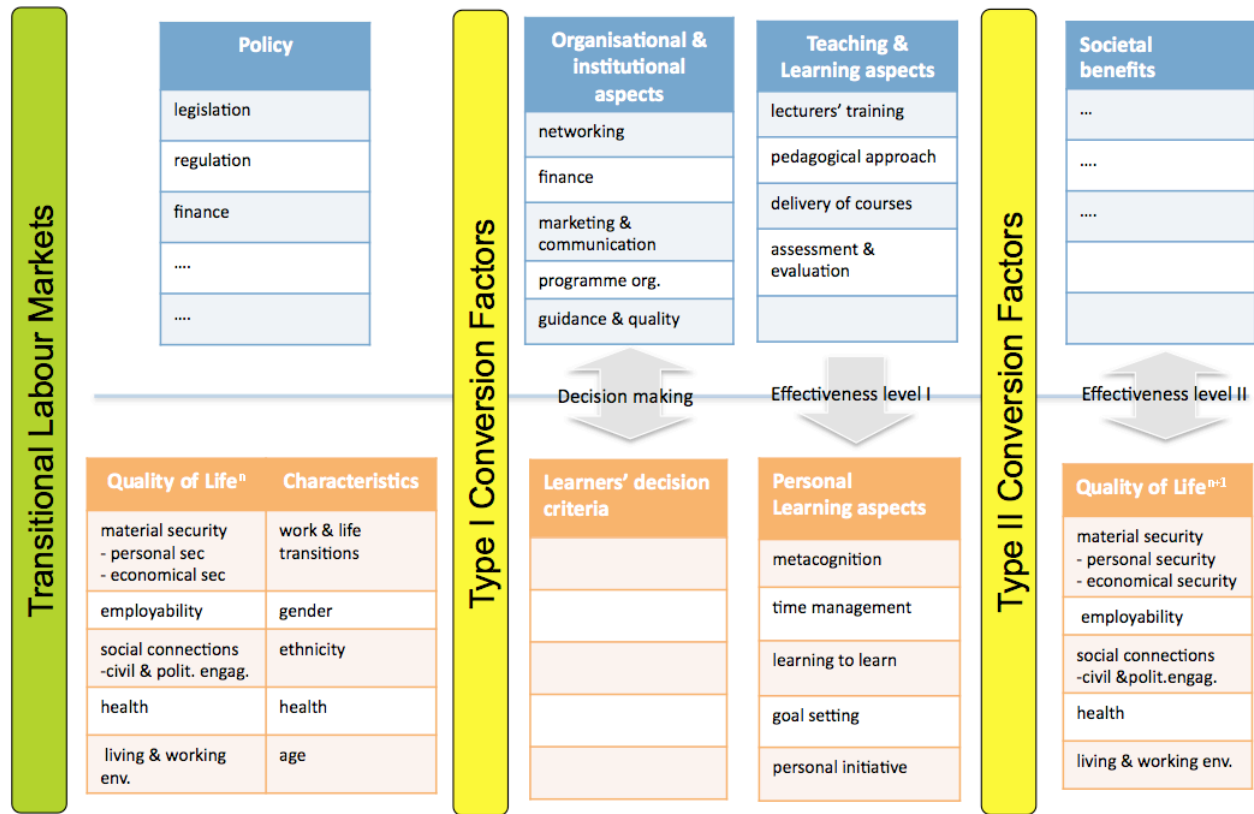 Transitional Labour Markets
Policy
legislation
regulation
finance
....
....
Type I Conversion Factors
Organisational &
institutional
aspects
networking
finance
marketing &
communication
programme org.
guidance & quality
Teaching &
Learning aspects
lecturers' training
pedagogical approach
delivery of courses
assessment &
evaluation
Type II Conversion Factors
Societal
benefits
...
....
....
Decision making
Effectiveness level I
Effectiveness level II
Quality of Lifeⁿ
Characteristics
material security
- personal sec
- economical sec
work & life
transitions
employability
gender
social connections
-civil & polit. engag.
ethnicity
health
health
living & working
env.
age
Learners' decision
criteria
Personal
Learning aspects
metacognition
time management
learning to learn
goal setting
personal initiative
Quality of Lifeⁿ⁺¹
material security
- personal security
- economical security
employability
social connections
-civil &polit.engag.
health
living & working env.